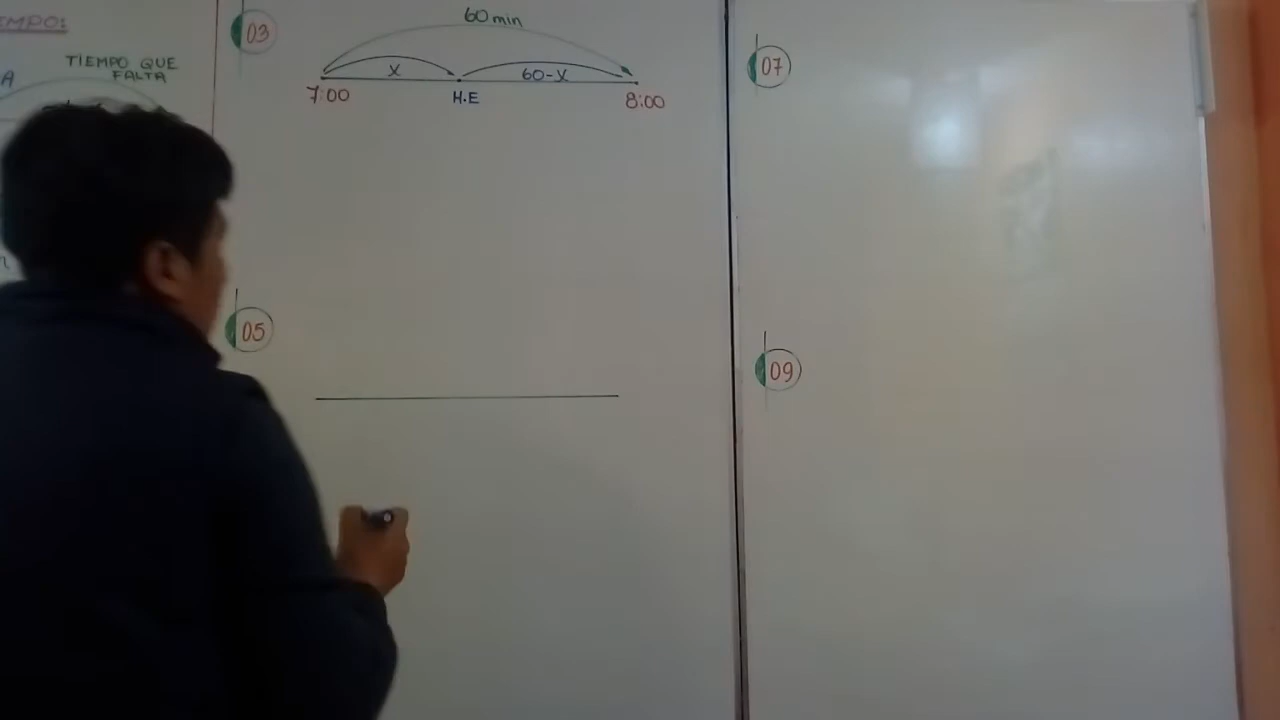 TIEMPO:
A
TIEMPO QUE
FALTA
03
60 min
x
60-x
7:00
H.E
8:00
05
07
09